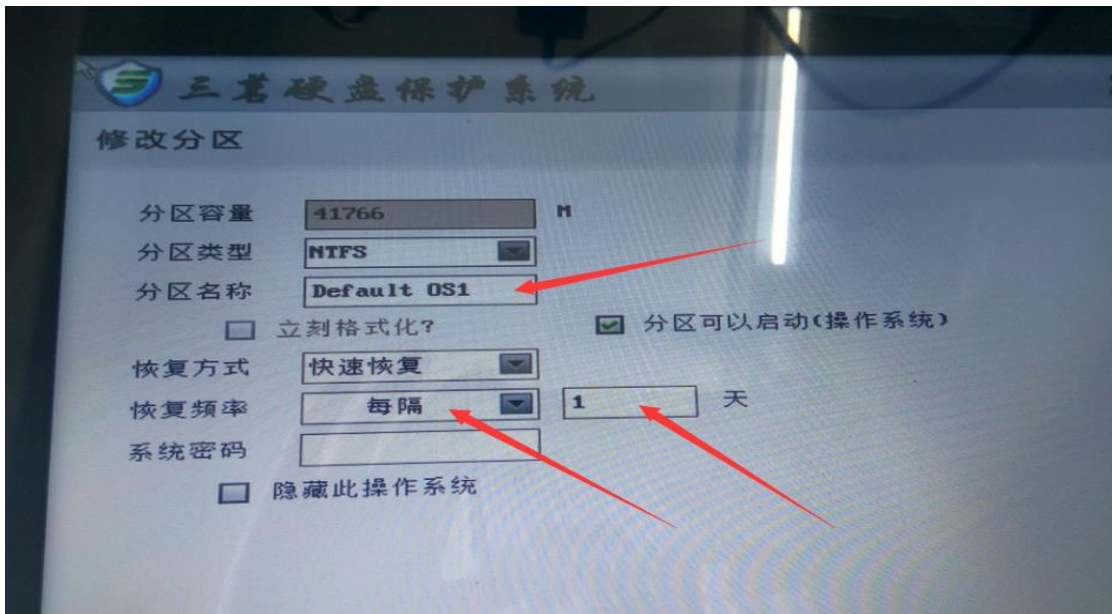 三茗硬盘保护系统
修改分区
分区容量 41766 M
分区类型 NTFS
分区名称 Default OS1
立刻格式化? 分区可以启动(操作系统)
恢复方式 快速恢复
恢复频率 每隔 1 天
系统密码
隐藏此操作系统